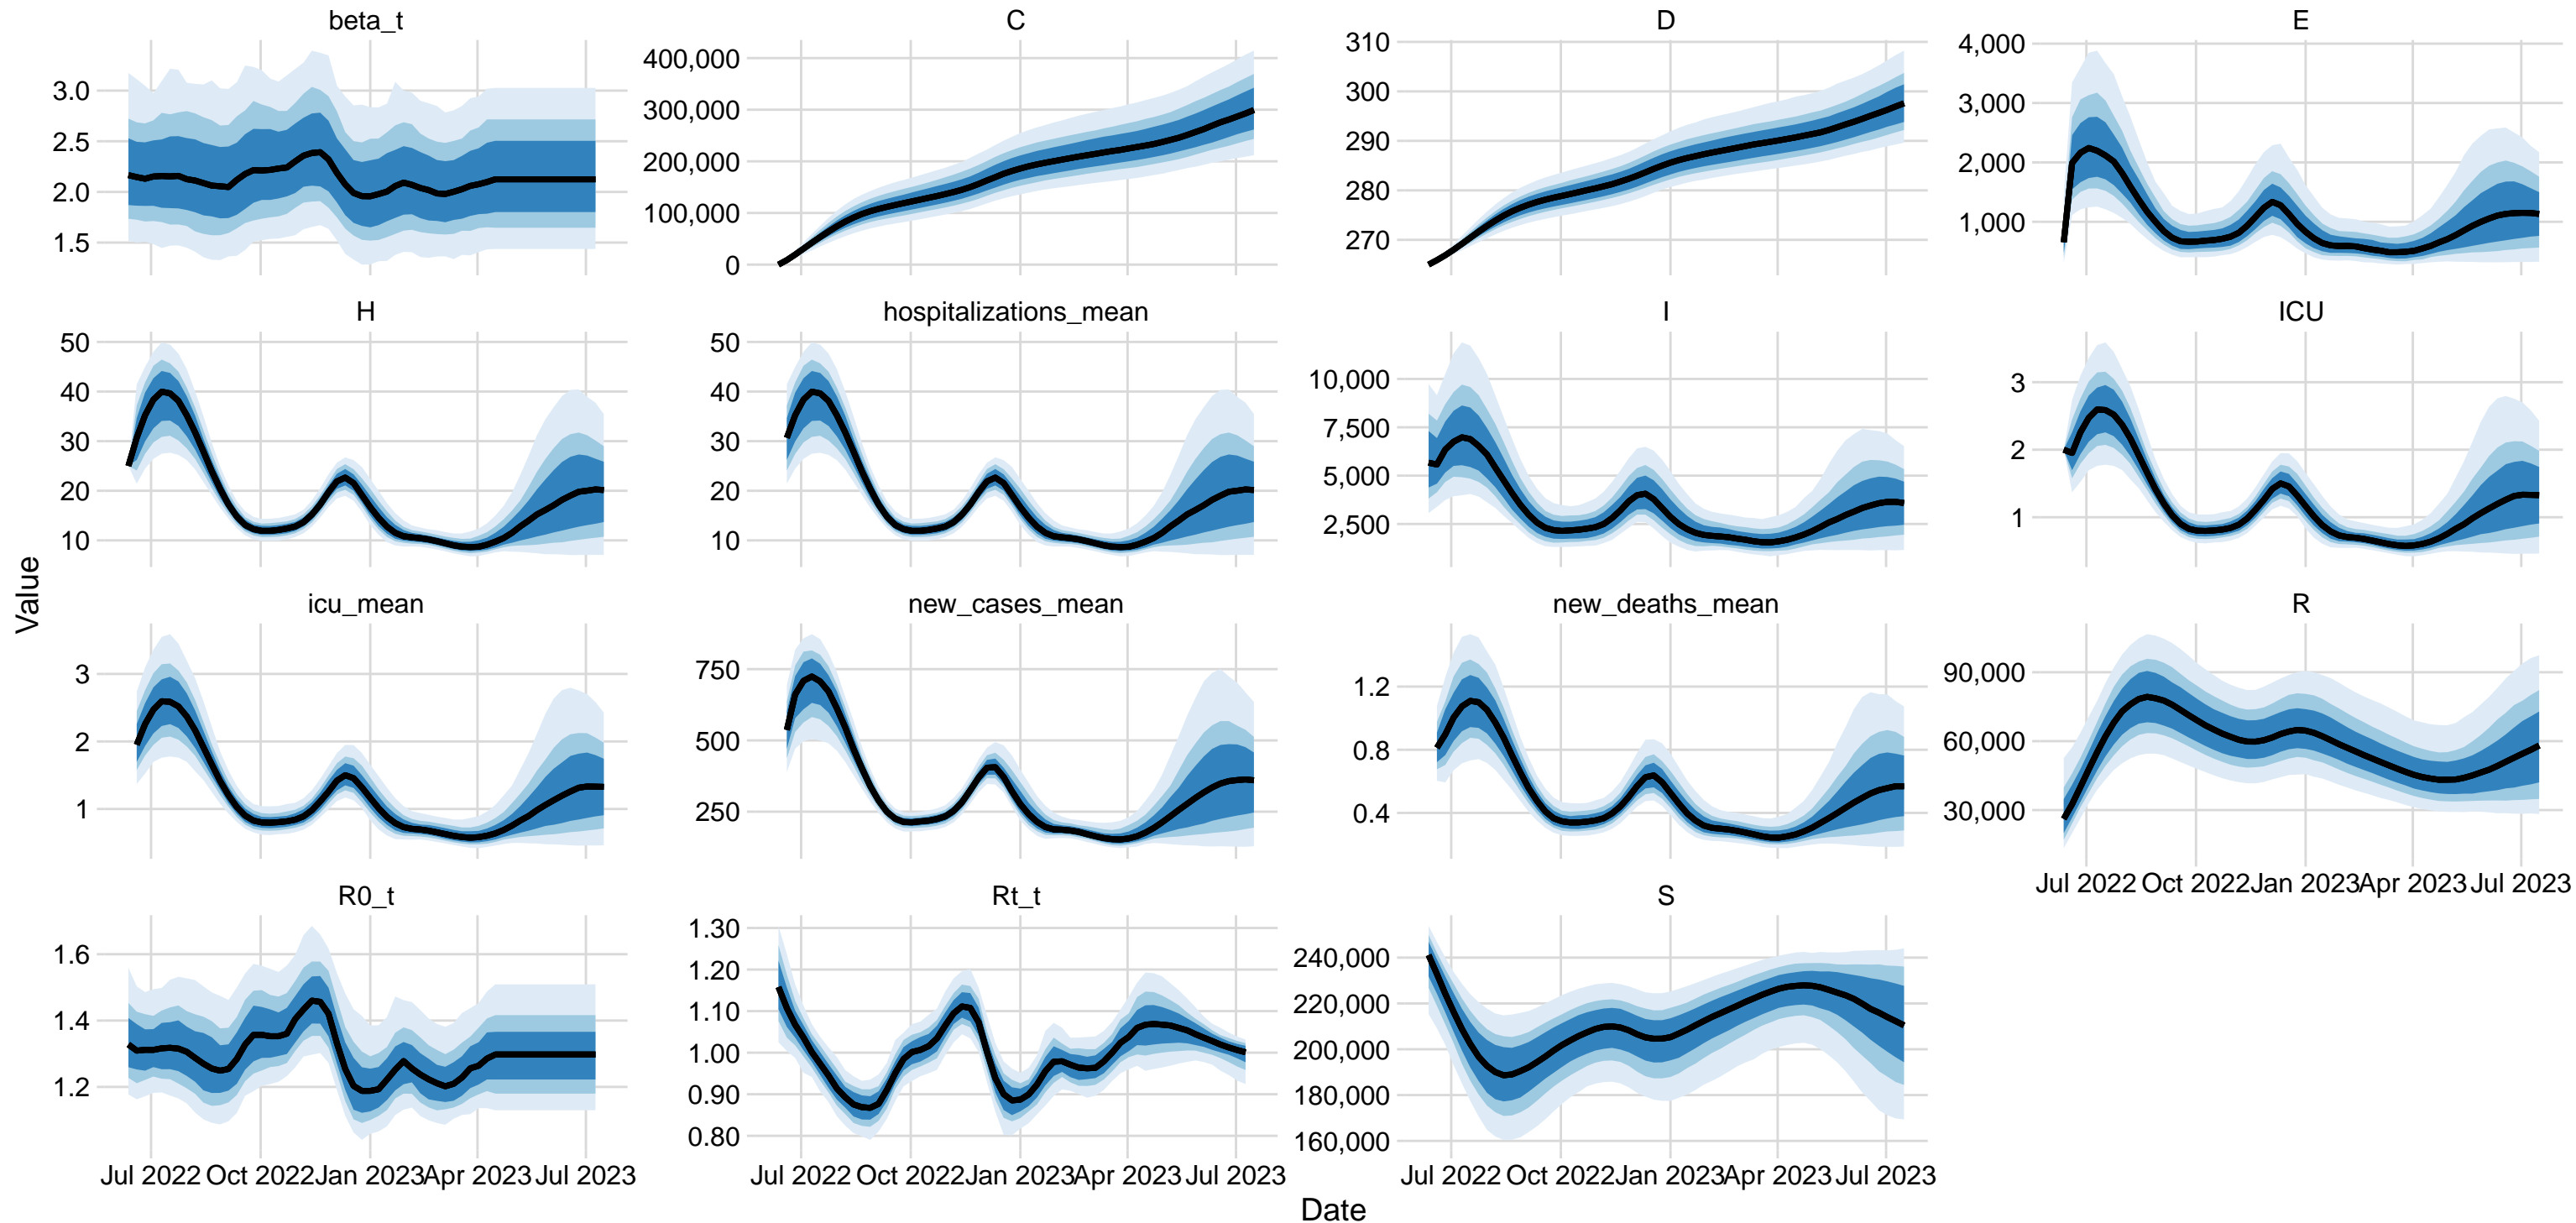 beta_t
C
D
E
3.0
2.5
2.0
1.5
400,000
300,000
200,000
100,000
0
310
300
290
280
270
4,000
3,000
2,000
1,000
H
hospitalizations_mean
I
ICU
50
40
30
20
10
50
40
30
20
10
10,000
7,500
5,000
2,500
3
2
1
Value
icu_mean
new_cases_mean
new_deaths_mean
R
3
2
1
750
500
250
1.2
0.8
0.4
90,000
60,000
30,000
Jul 2022 Oct 2022 Jan 2023 Apr 2023 Jul 2023
R0_t
Rt_t
S
1.6
1.4
1.2
1.30
1.20
1.10
1.00
0.90
0.80
240,000
220,000
200,000
180,000
160,000
Jul 2022 Oct 2022 Jan 2023 Apr 2023 Jul 2023
Jul 2022 Oct 2022 Jan 2023 Apr 2023 Jul 2023
Jul 2022 Oct 2022 Jan 2023 Apr 2023 Jul 2023
Date